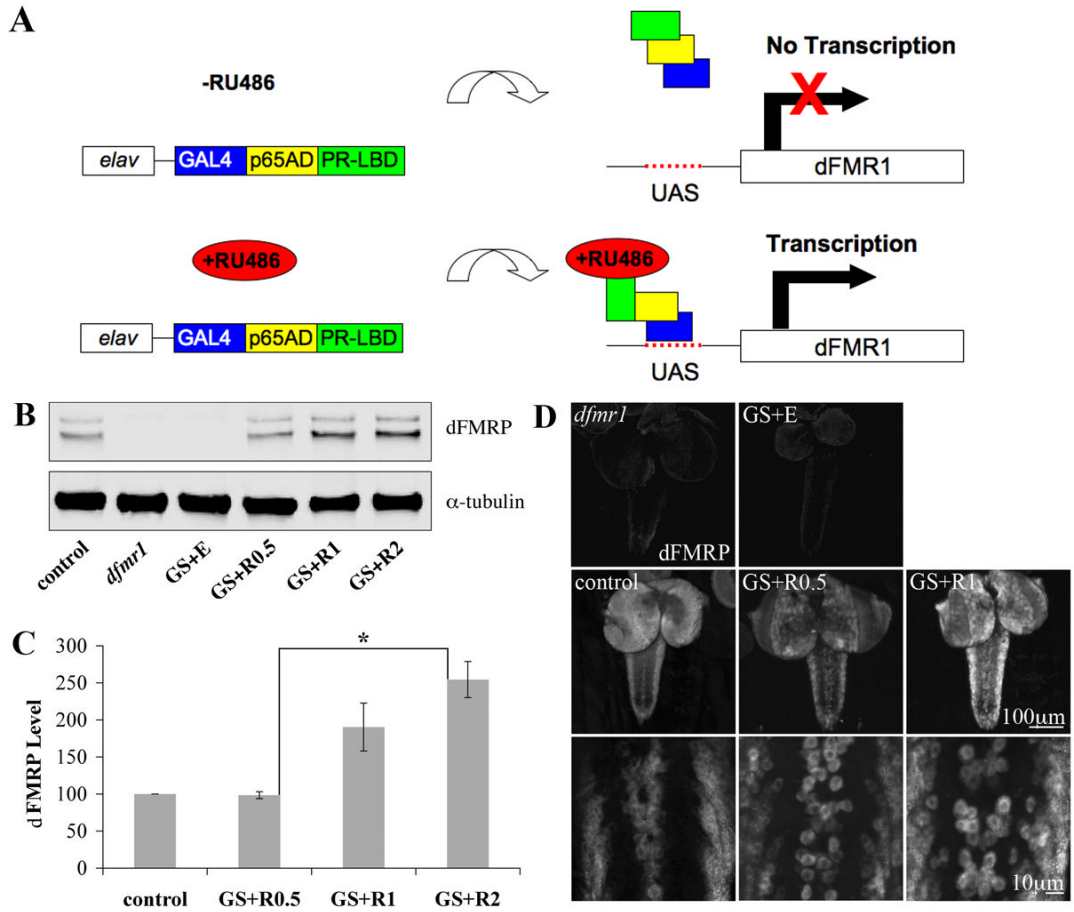 A
-RU486
No Transcription
X
elav GAL4 p65AD PR-LBD
UAS
dFMR1
+RU486
+RU486
Transcription
elav GAL4 p65AD PR-LBD
UAS
dFMR1
B
dFMRP
α-tubulin
control dfmr1 GS+E GS+R0.5 GS+R1 GS+R2
C
dFMRP Level
300
250
200
150
100
50
0
*
control GS+R0.5 GS+R1 GS+R2
D
dfmr1 GS+E
dFMRP
control GS+R0.5 GS+R1
100μm
10μm